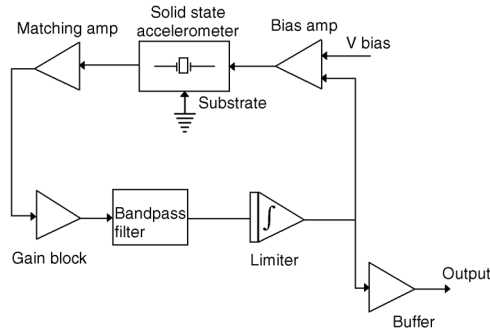 Solid state
accelerometer
Matching amp
Bias amp
V bias
Substrate
Bandpass
filter
Gain block
Limiter
Output
Buffer